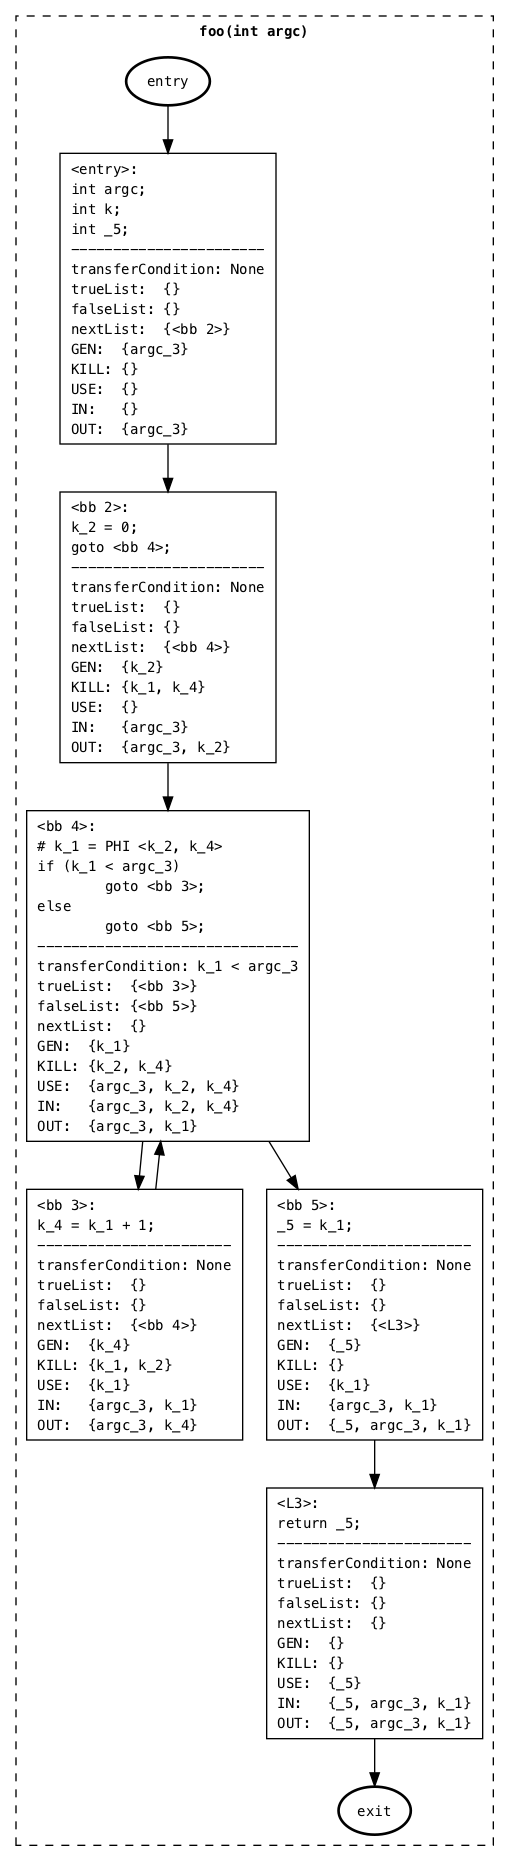 foo(int argc)
entry
<entry>:
int argc;
int k;
int _5;
-----------------------
transferCondition: None
trueList:  {}
falseList: {}
nextList:  {<bb 2>}
GEN:  {argc_3}
KILL: {}
USE:  {}
IN:   {}
OUT:  {argc_3}
<bb 2>:
k_2 = 0;
goto <bb 4>;
-----------------------
transferCondition: None
trueList:  {}
falseList: {}
nextList:  {<bb 4>}
GEN:  {k_2}
KILL: {k_1, k_4}
USE:  {}
IN:   {argc_3}
OUT:  {argc_3, k_2}
<bb 4>:
# k_1 = PHI <k_2, k_4>
if (k_1 < argc_3)
        goto <bb 3>;
else
        goto <bb 5>;
-------------------------------
transferCondition: k_1 < argc_3
trueList:  {<bb 3>}
falseList: {<bb 5>}
nextList:  {}
GEN:  {k_1}
KILL: {k_2, k_4}
USE:  {argc_3, k_2, k_4}
IN:   {argc_3, k_2, k_4}
OUT:  {argc_3, k_1}
<bb 3>:
k_4 = k_1 + 1;
-----------------------
transferCondition: None
trueList:  {}
falseList: {}
nextList:  {<bb 4>}
GEN:  {k_4}
KILL: {k_1, k_2}
USE:  {k_1}
IN:   {argc_3, k_1}
OUT:  {argc_3, k_4}
<bb 5>:
_5 = k_1;
-----------------------
transferCondition: None
trueList:  {}
falseList: {}
nextList:  {<L3>}
GEN:  {_5}
KILL: {}
USE:  {k_1}
IN:   {argc_3, k_1}
OUT:  {_5, argc_3, k_1}
<L3>:
return _5;
-----------------------
transferCondition: None
trueList:  {}
falseList: {}
nextList:  {}
GEN:  {}
KILL: {}
USE:  {_5}
IN:   {_5, argc_3, k_1}
OUT:  {_5, argc_3, k_1}
exit